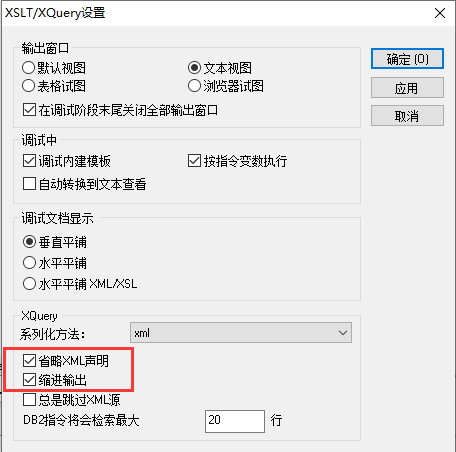 XSLT/XQuery设置
输出窗口
默认视图
文本视图
表格试图
浏览器试图
在调试阶段末尾关闭全部输出窗口
确定(O)
应用
取消
调试中
调试内建模板
按指令变数执行
自动转换到文本查看
调试文档显示
垂直平铺
水平平铺
水平平铺 XML/XSL
XQuery
系列化方法：
xml
省略XML声明
缩进输出
总是跳过XML源
DB2指令将会检索最大 20 行